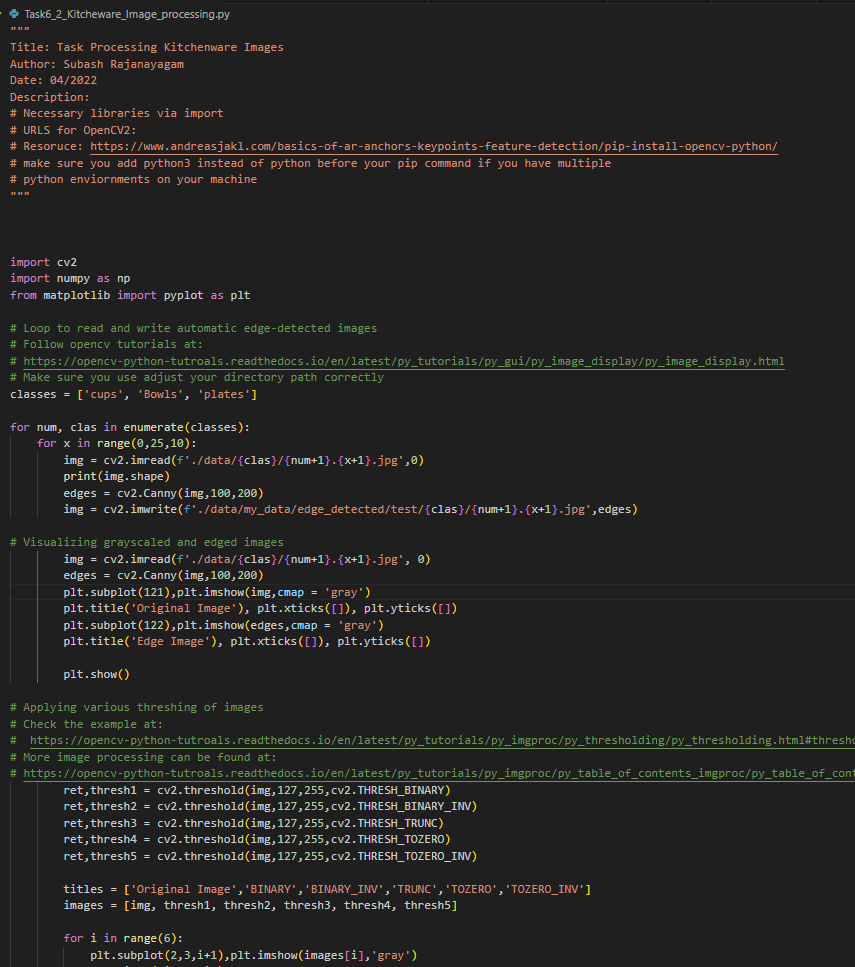 Task6_2_Kitcheware_Image_processing.py
"""
Title: Task Processing Kitchenware Images
Author: Subash Rajanayagam
Date: 04/2022
Description:
# Necessary libraries via import
# URLS for OpenCV2:
# Resoruce: https://www.andreasjakl.com/basics-of-ar-anchors-keypoints-feature-detection/pip-install-opencv-python/
# make sure you add python3 instead of python before your pip command if you have multiple
# python enviornments on your machine
"""
import cv2
import numpy as np
from matplotlib import pyplot as plt
# Loop to read and write automatic edge-detected images
# Follow opencv tutorials at:
# https://opencv-python-tutroals.readthedocs.io/en/latest/py_tutorials/py_gui/py_image_display/py_image_display.html
# Make sure you use adjust your directory path correctly
classes = ['cups', 'Bowls', 'plates']
for num, clas in enumerate(classes):
    for x in range(0,25,10):
        img = cv2.imread(f'./data/{clas}/{num+1}.{x+1}.jpg',0)
        print(img.shape)
        edges = cv2.Canny(img,100,200)
        img = cv2.imwrite(f'./data/my_data/edge_detected/test/{clas}/{num+1}.{x+1}.jpg',edges)
# Visualizing grayscaled and edged images
        img = cv2.imread(f'./data/{clas}/{num+1}.{x+1}.jpg', 0)
        edges = cv2.Canny(img,100,200)
        plt.subplot(121),plt.imshow(img,cmap = 'gray')
        plt.title('Original Image'), plt.xticks([]), plt.yticks([])
        plt.subplot(122),plt.imshow(edges,cmap = 'gray')
        plt.title('Edge Image'), plt.xticks([]), plt.yticks([])
        plt.show()
# Applying various threshing of images
# Check the example at:
#  https://opencv-python-tutroals.readthedocs.io/en/latest/py_tutorials/py_imgproc/py_thresholding/py_thresholding.html#thresho
# More image processing can be found at:
# https://opencv-python-tutroals.readthedocs.io/en/latest/py_tutorials/py_imgproc/py_table_of_contents_imgproc/py_table_of_cont
        ret,thresh1 = cv2.threshold(img,127,255,cv2.THRESH_BINARY)
        ret,thresh2 = cv2.threshold(img,127,255,cv2.THRESH_BINARY_INV)
        ret,thresh3 = cv2.threshold(img,127,255,cv2.THRESH_TRUNC)
        ret,thresh4 = cv2.threshold(img,127,255,cv2.THRESH_TOZERO)
        ret,thresh5 = cv2.threshold(img,127,255,cv2.THRESH_TOZERO_INV)
        titles = ['Original Image','BINARY','BINARY_INV','TRUNC','TOZERO','TOZERO_INV']
        images = [img, thresh1, thresh2, thresh3, thresh4, thresh5]
        for i in range(6):
            plt.subplot(2,3,i+1),plt.imshow(images[i],'gray')